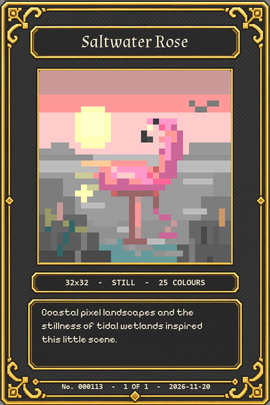 Saltwater Rose
32x32 - STILL - 25 COLOURS
Coastal pixel landscapes and the
stillness of tidal wetlands inspired
this little scene.
No. 000113 - 1 OF 1 - 2026-11-20